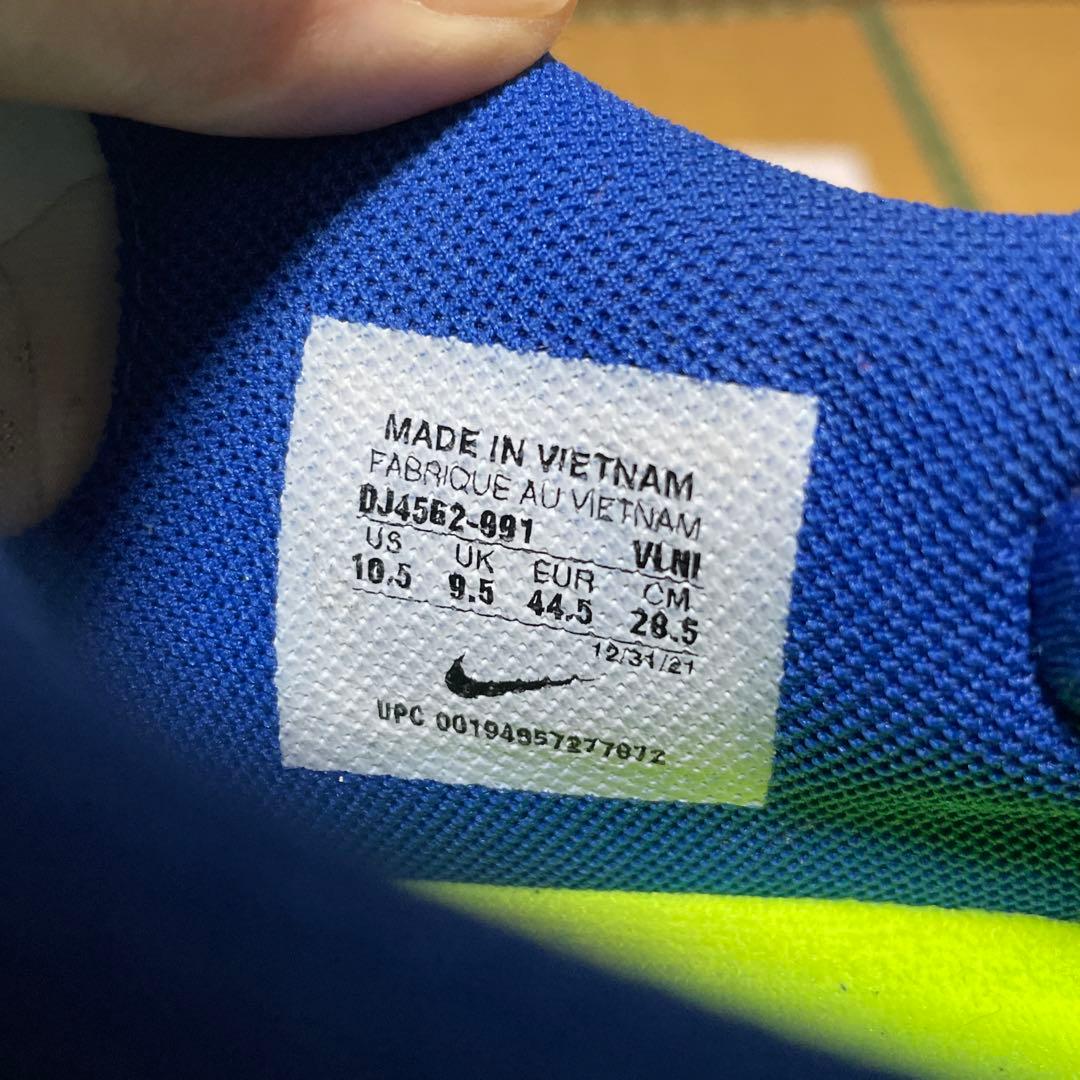 MADE IN VIETNAM
FABRIQUE AU VIETNAM
DJ4562-991 VLNI
US UK EUR CM
10.5 9.5 44.5 28.5
12/31/21
UPC 00194957277872